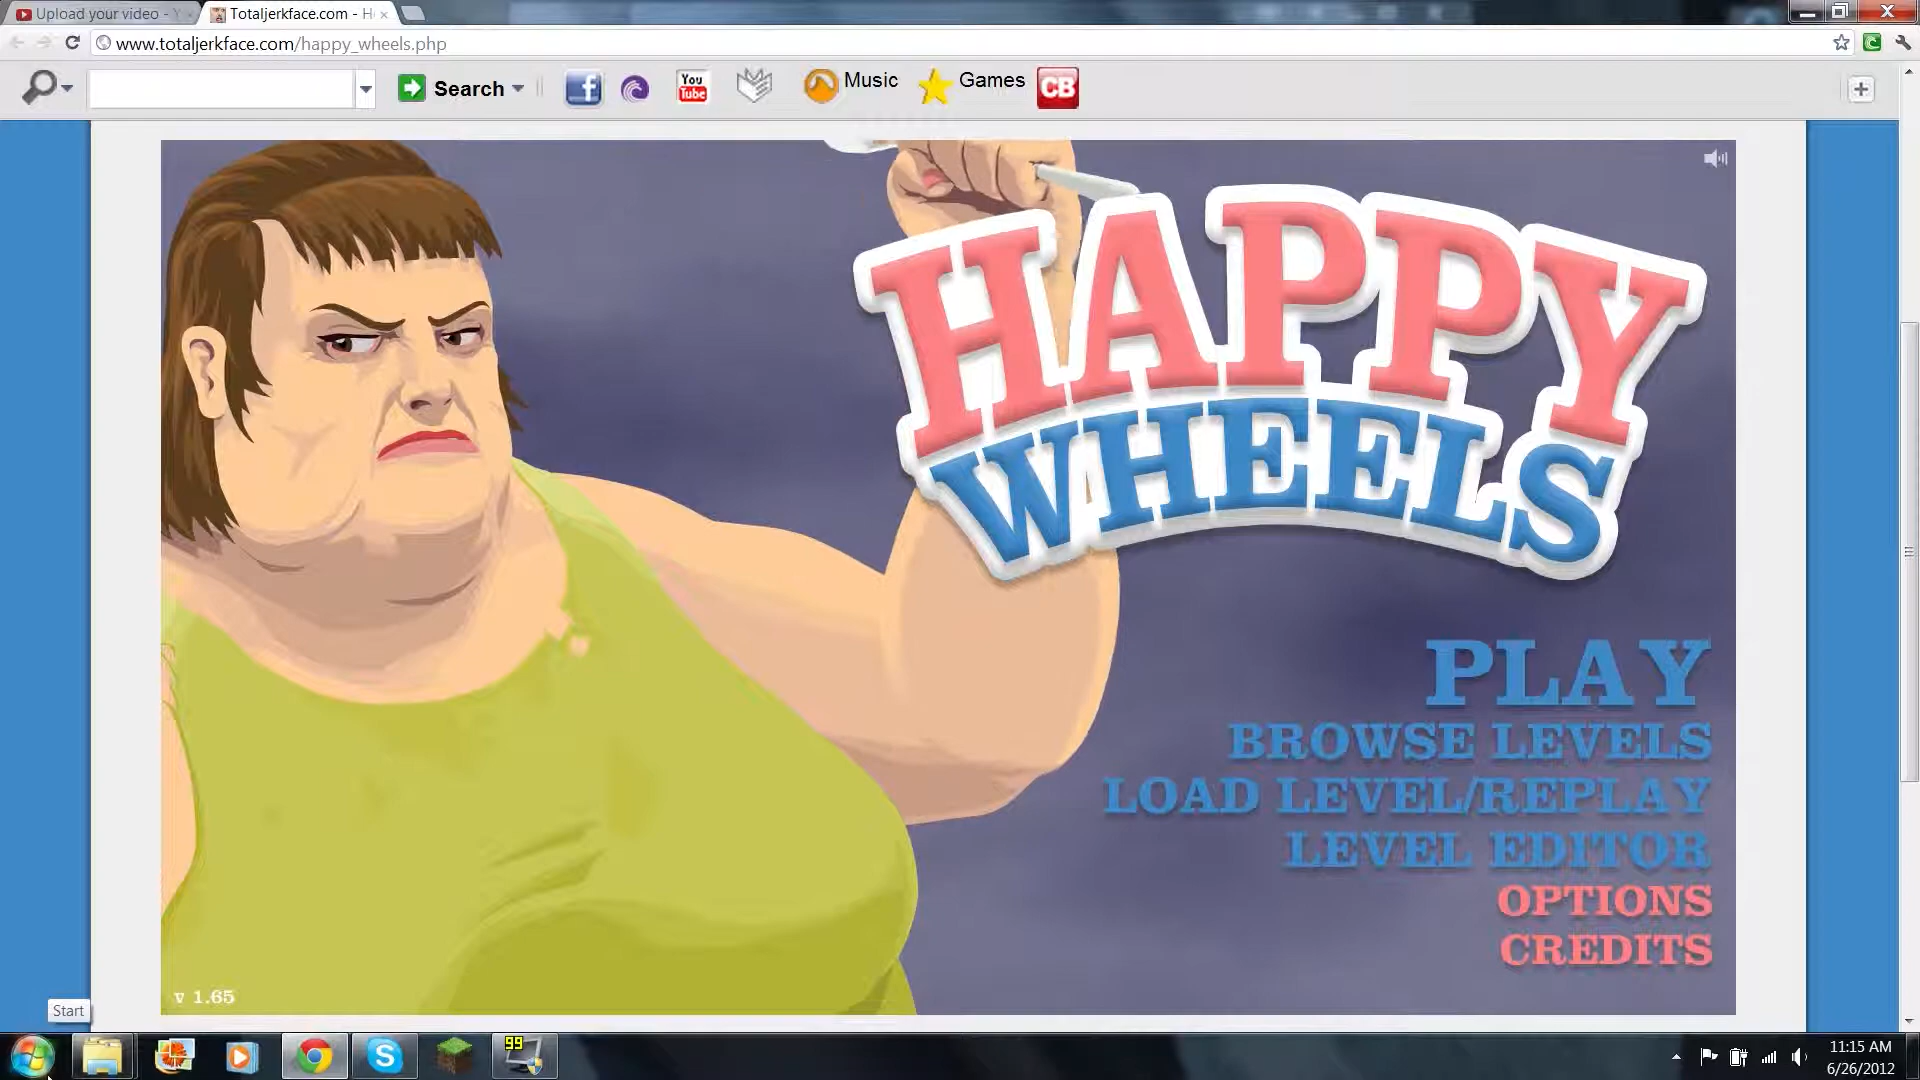 Upload your video - Y
Totaljerkface.com - H
www.totaljerkface.com/happy_wheels.php
Search
f
You
Tube
Music
Games
CB
HAPPY
WHEELS
PLAY
BROWSE LEVELS
LOAD LEVEL/REPLAY
LEVEL EDITOR
OPTIONS
CREDITS
v 1.65
Start
S
99
11:15 AM
6/26/2012